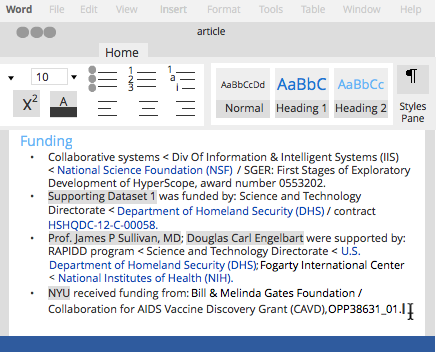 Word File Edit View Insert Format Tools Table Window Help
article
Home
10
1
2
3
1
a
i
X2
A
AaBbCcDd
Normal
AaBbC
Heading 1
AaBbCc
Heading 2
¶
Styles
Pane
Funding
• Collaborative systems < Div Of Information & Intelligent Systems (IIS)
< National Science Foundation (NSF) / SGER: First Stages of Exploratory
Development of HyperScope, award number 0553202.
• Supporting Dataset 1 was funded by: Science and Technology
Directorate < Department of Homeland Security (DHS) / contract
HSHQDC-12-C-00058.
• Prof. James P Sullivan, MD; Douglas Carl Engelbart were supported by:
RAPIDD program < Science and Technology Directorate < U.S.
Department of Homeland Security (DHS);Fogarty International Center
< National Institutes of Health (NIH).
• NYU received funding from: Bill & Melinda Gates Foundation /
Collaboration for AIDS Vaccine Discovery Grant (CAVD),OPP38631_01.